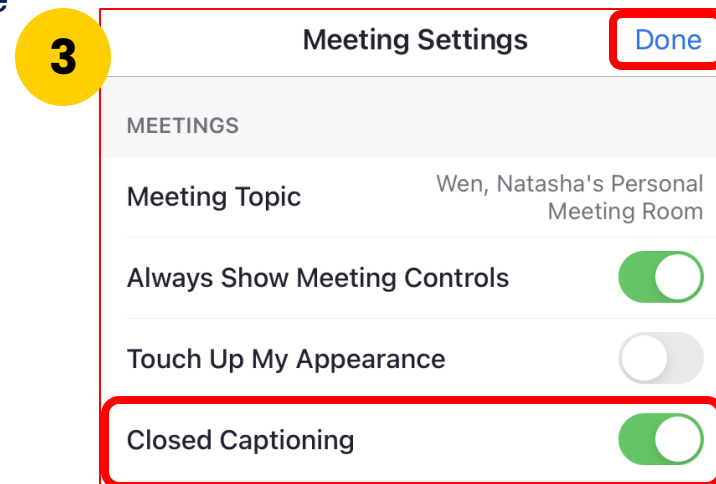 3
Meeting Settings
Done
MEETINGS
Meeting Topic
Wen, Natasha's Personal
Meeting Room
Always Show Meeting Controls
Touch Up My Appearance
Closed Captioning